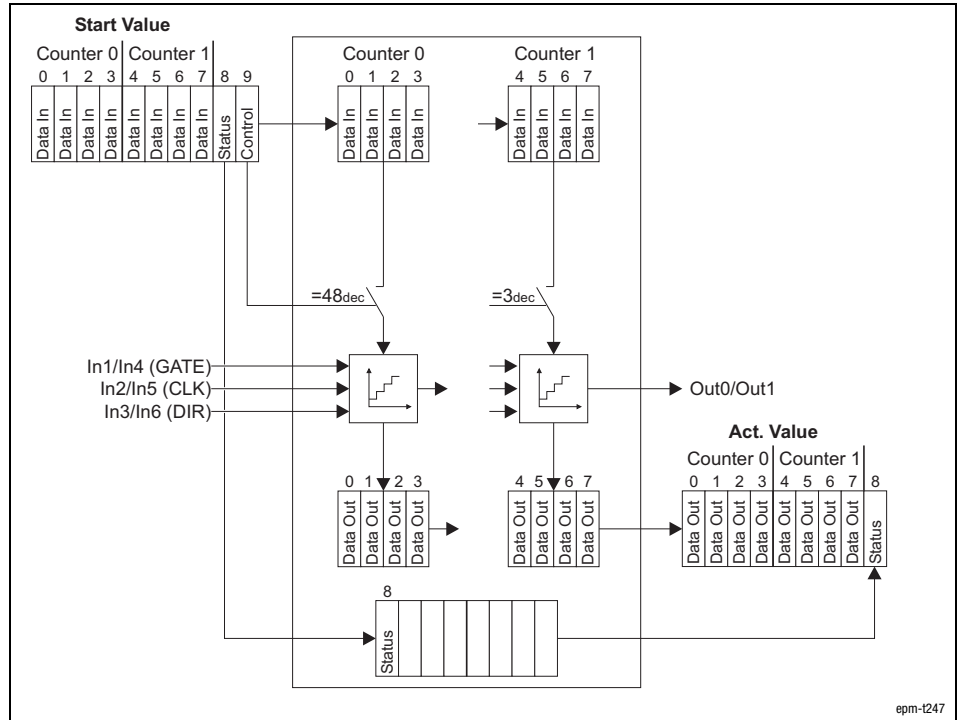 Start Value
Counter 0 Counter 1
0 1 2 3 4 5 6 7 8 9
Data In Data In Data In Data In Data In Data In Data In Data In Status Control
Counter 0
0 1 2 3
Data In Data In Data In Data In
Counter 1
4 5 6 7
Data In Data In Data In Data In
=48dec
=3dec
In1/In4 (GATE)
In2/In5 (CLK)
In3/In6 (DIR)
Out0/Out1
Act. Value
Counter 0 Counter 1
0 1 2 3 4 5 6 7 8
Data Out Data Out Data Out Data Out Data Out Data Out Data Out Data Out Status
0 1 2 3
Data Out Data Out Data Out Data Out
4 5 6 7
Data Out Data Out Data Out Data Out
8
Status
epm-t247